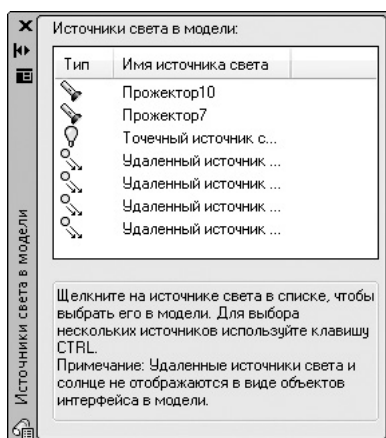 Источники света в модели:
Тип Имя источника света
Прожектор10
Прожектор7
Точечный источник с...
Удаленный источник ...
Удаленный источник ...
Удаленный источник ...
Удаленный источник ...
Щелкните на источнике света в списке, чтобы
выбрать его в модели. Для выбора
нескольких источников используйте клавишу
CTRL.
Примечание: Удаленные источники света и
солнце не отображаются в виде объектов
интерфейса в модели.
Источники света в модели